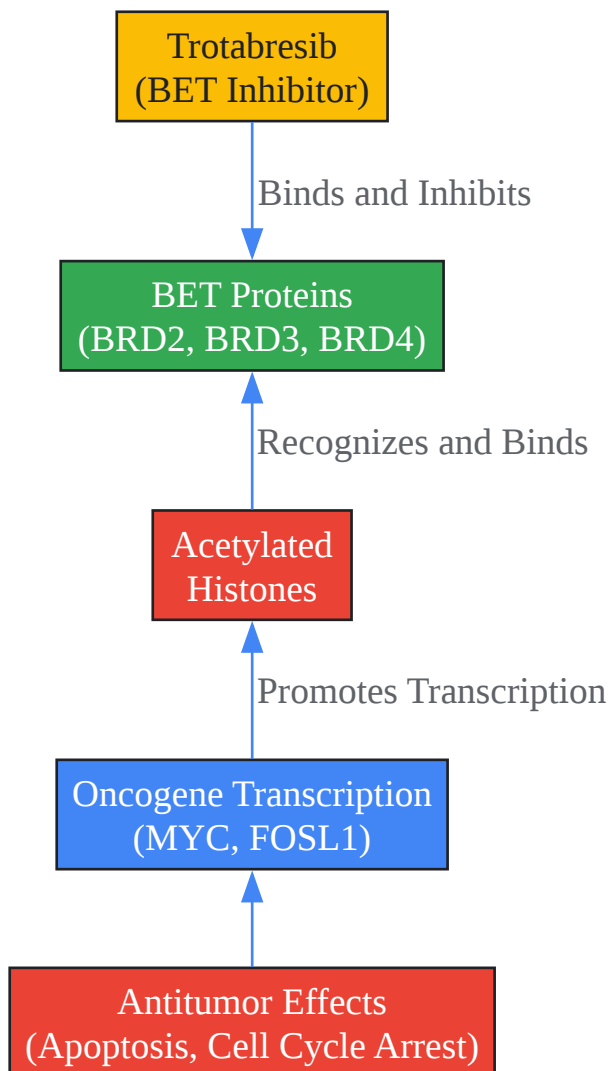 Trotabresib
(BET Inhibitor)
Binds and Inhibits
BET Proteins
(BRD2, BRD3, BRD4)
Recognizes and Binds
Acetylated
Histones
Promotes Transcription
Oncogene Transcription
(MYC, FOSL1)
Antitumor Effects
(Apoptosis, Cell Cycle Arrest)